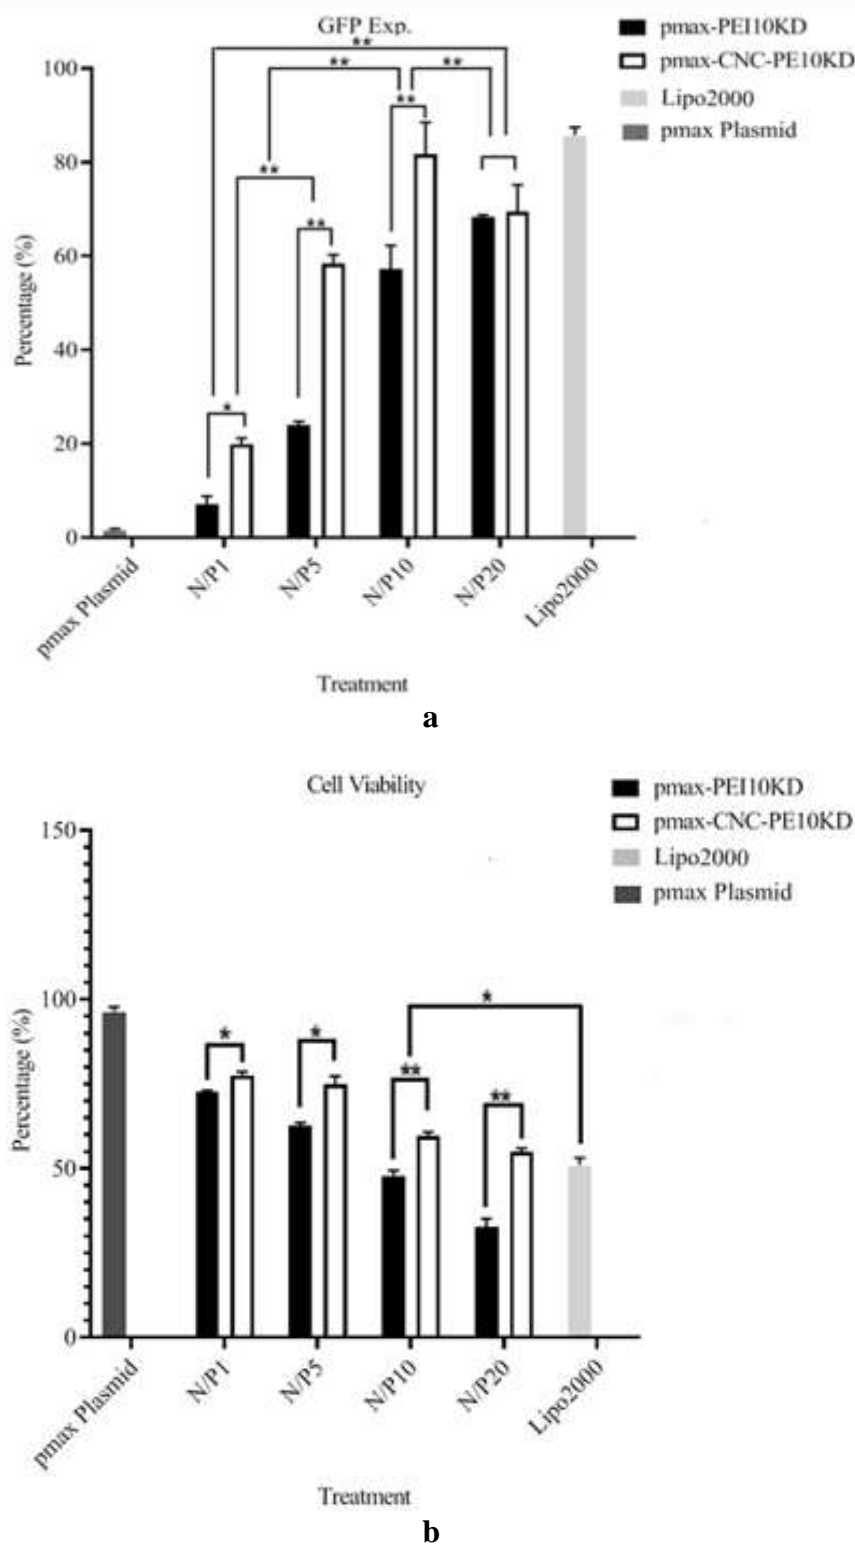 GFP Exp.
**
** **
**
**
**
*
pmax-PEI10KD
pmax-CNC-PE10KD
Lipo2000
pmax Plasmid
Percentage (%)
100
80
60
40
20
0
pmax Plasmid N/P1 N/P5 N/P10 N/P20 Lipo2000
Treatment
a
Cell Viability
pmax-PEI10KD
pmax-CNC-PE10KD
Lipo2000
pmax Plasmid
Percentage (%)
150
100
50
0
*
* *
**
**
pmax Plasmid N/P1 N/P5 N/P10 N/P20 Lipo2000
Treatment
b